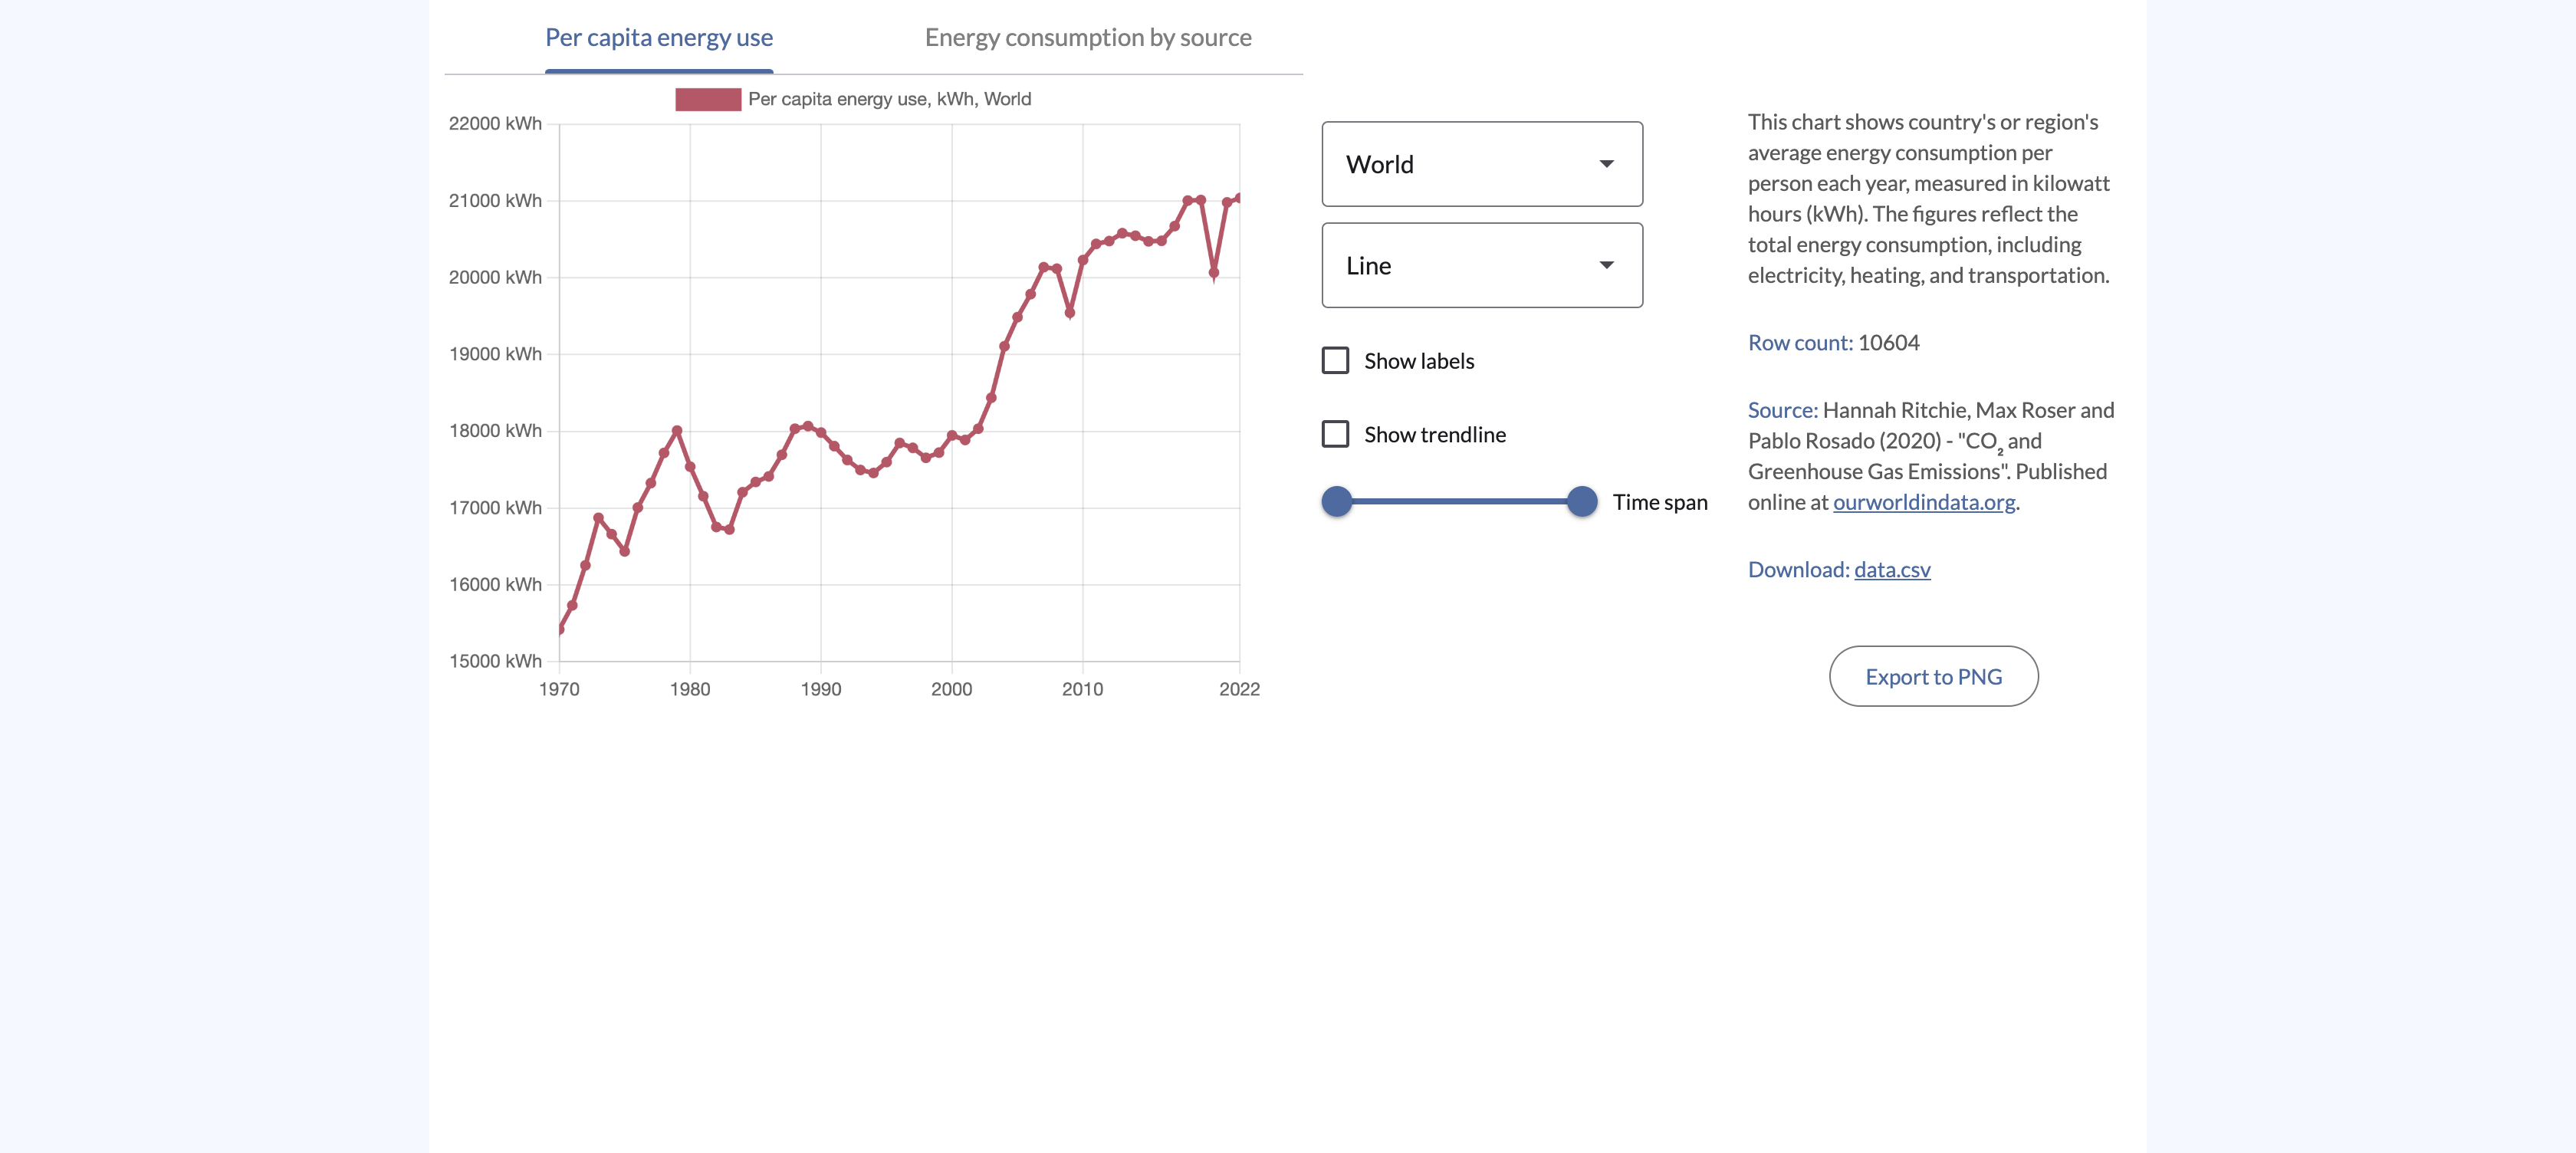 Per capita energy use
Energy consumption by source
Per capita energy use, kWh, World
22000 kWh
21000 kWh
20000 kWh
19000 kWh
18000 kWh
17000 kWh
16000 kWh
15000 kWh
1970
1980
1990
2000
2010
2022
World
Line
Show labels
Show trendline
Time span
This chart shows country's or region's
average energy consumption per
person each year, measured in kilowatt
hours (kWh). The figures reflect the
total energy consumption, including
electricity, heating, and transportation.
Row count: 10604
Source: Hannah Ritchie, Max Roser and
Pablo Rosado (2020) - "CO₂ and
Greenhouse Gas Emissions". Published
online at ourworldindata.org.
Download: data.csv
Export to PNG